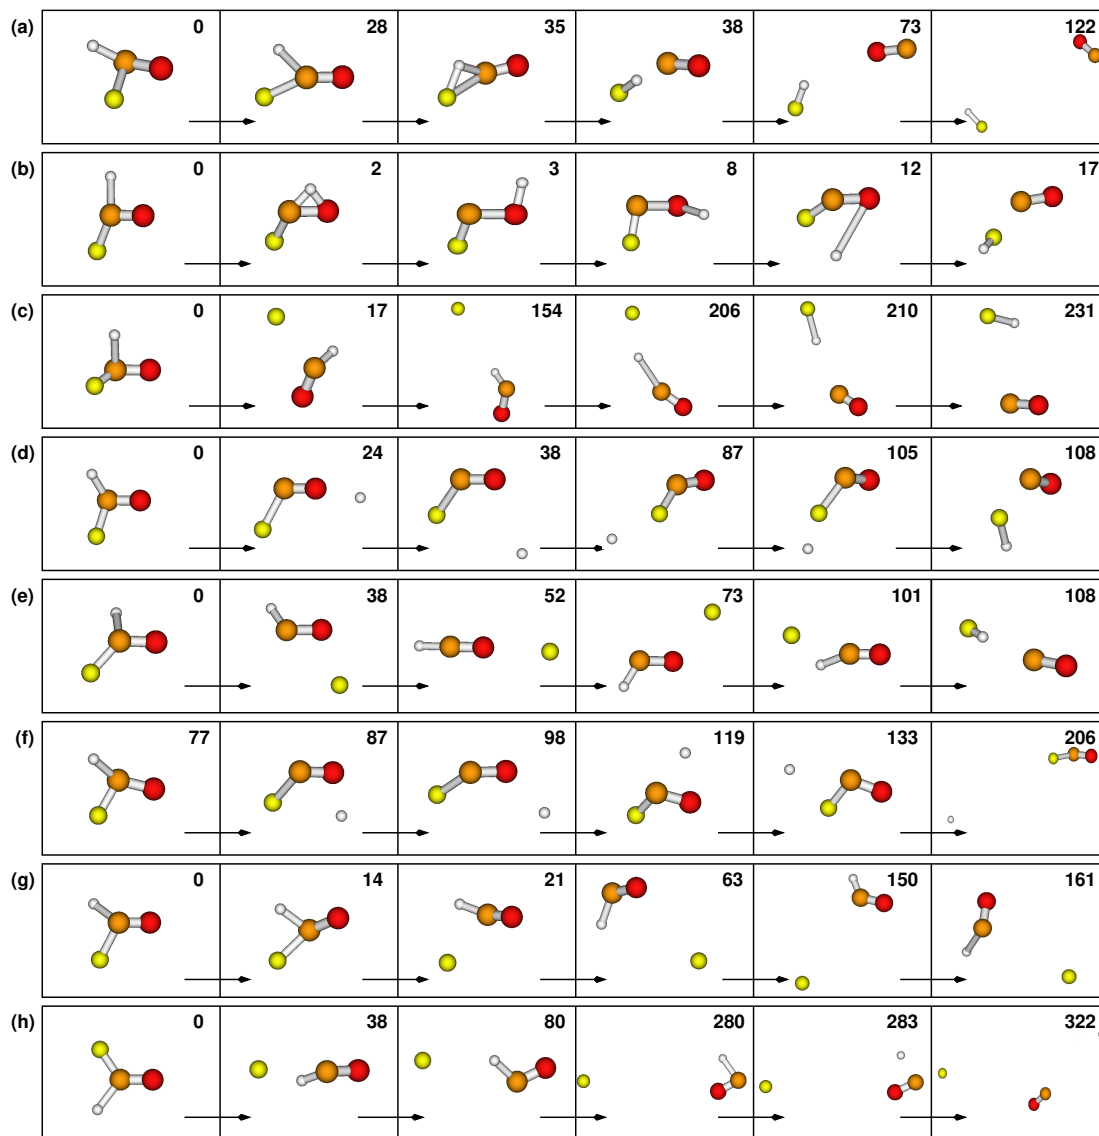 (a) 0 28 35 38 73 122
(b) 0 2 3 8 12 17
(c) 0 17 154 206 210 231
(d) 0 24 38 87 105 108
(e) 0 38 52 73 101 108
(f) 77 87 98 119 133 206
(g) 0 14 21 63 150 161
(h) 0 38 80 280 283 322